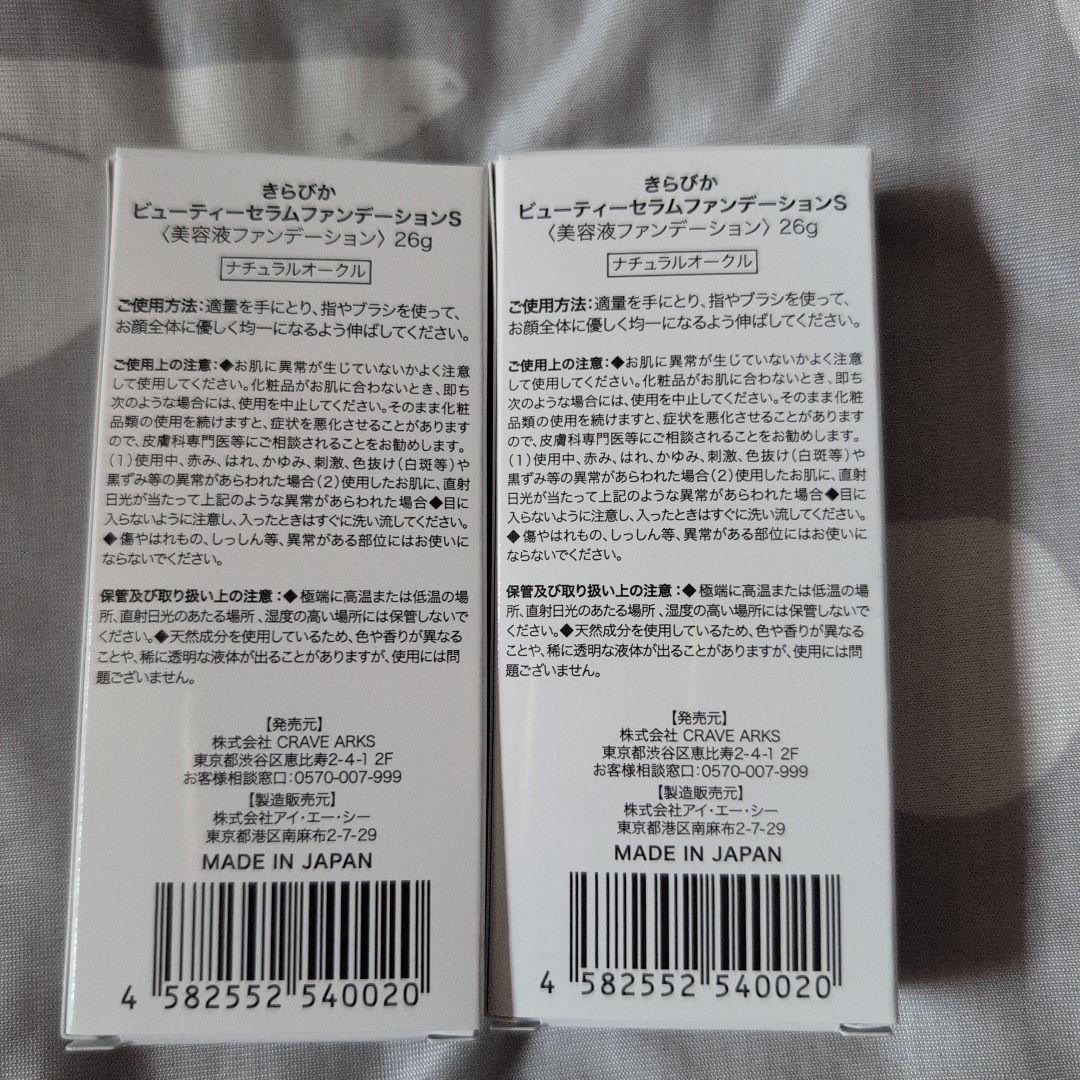 きらびか
ビューティーセラムファンデーションS
〈美容液ファンデーション〉26g
ナチュラルオークル
ご使用方法:適量を手にとり、指やブラシを使って、
お顔全体に優しく均一になるよう伸ばしてください。
ご使用上の注意:◆お肌に異常が生じていないかよく注意
して使用してください。化粧品がお肌に合わないとき、即ち
次のような場合には、使用を中止してください。そのまま化粧
品類の使用を続けますと、症状を悪化させることがあります
ので、皮膚科専門医等にご相談されることをお勧めします。
(1)使用中、赤み、はれ、かゆみ、刺激、色抜け(白斑等)や
黒ずみ等の異常があらわれた場合(2)使用したお肌に、直射
日光が当たって上記のような異常があらわれた場合◆目に
入らないように注意し、入ったときはすぐに洗い流してください。
◆傷やはれもの、しっしん等、異常がある部位にはお使いに
ならないでください。
保管及び取り扱い上の注意:◆極端に高温または低温の場
所、直射日光のあたる場所、湿度の高い場所には保管しないで
ください。◆天然成分を使用しているため、色や香りが異なる
ことや、稀に透明な液体が出ることがありますが、使用には問
題ございません。
【発売元】
株式会社 CRAVE ARKS
東京都渋谷区恵比寿2-4-1 2F
お客様相談窓口:0570-007-999
【製造販売元】
株式会社アイ・エー・シー
東京都港区南麻布2-7-29
MADE IN JAPAN
4 582552 540020
きらびか
ビューティーセラムファンデーションS
〈美容液ファンデーション〉26g
ナチュラルオークル
ご使用方法:適量を手にとり、指やブラシを使って、
お顔全体に優しく均一になるよう伸ばしてください。
ご使用上の注意:◆お肌に異常が生じていないかよく注意
して使用してください。化粧品がお肌に合わないとき、即ち
次のような場合には、使用を中止してください。そのまま化粧
品類の使用を続けますと、症状を悪化させることがあります
ので、皮膚科専門医等にご相談されることをお勧めします。
(1)使用中、赤み、はれ、かゆみ、刺激、色抜け(白斑等)や
黒ずみ等の異常があらわれた場合(2)使用したお肌に、直射
日光が当たって上記のような異常があらわれた場合◆目に
入らないように注意し、入ったときはすぐに洗い流してください。
◆傷やはれもの、しっしん等、異常がある部位にはお使いに
ならないでください。
保管及び取り扱い上の注意:◆極端に高温または低温の場
所、直射日光のあたる場所、湿度の高い場所には保管しないで
ください。◆天然成分を使用しているため、色や香りが異なる
ことや、稀に透明な液体が出ることがありますが、使用には問
題ございません。
【発売元】
株式会社 CRAVE ARKS
東京都渋谷区恵比寿2-4-1 2F
お客様相談窓口:0570-007-999
【製造販売元】
株式会社アイ・エー・シー
東京都港区南麻布2-7-29
MADE IN JAPAN
4 582552 540020